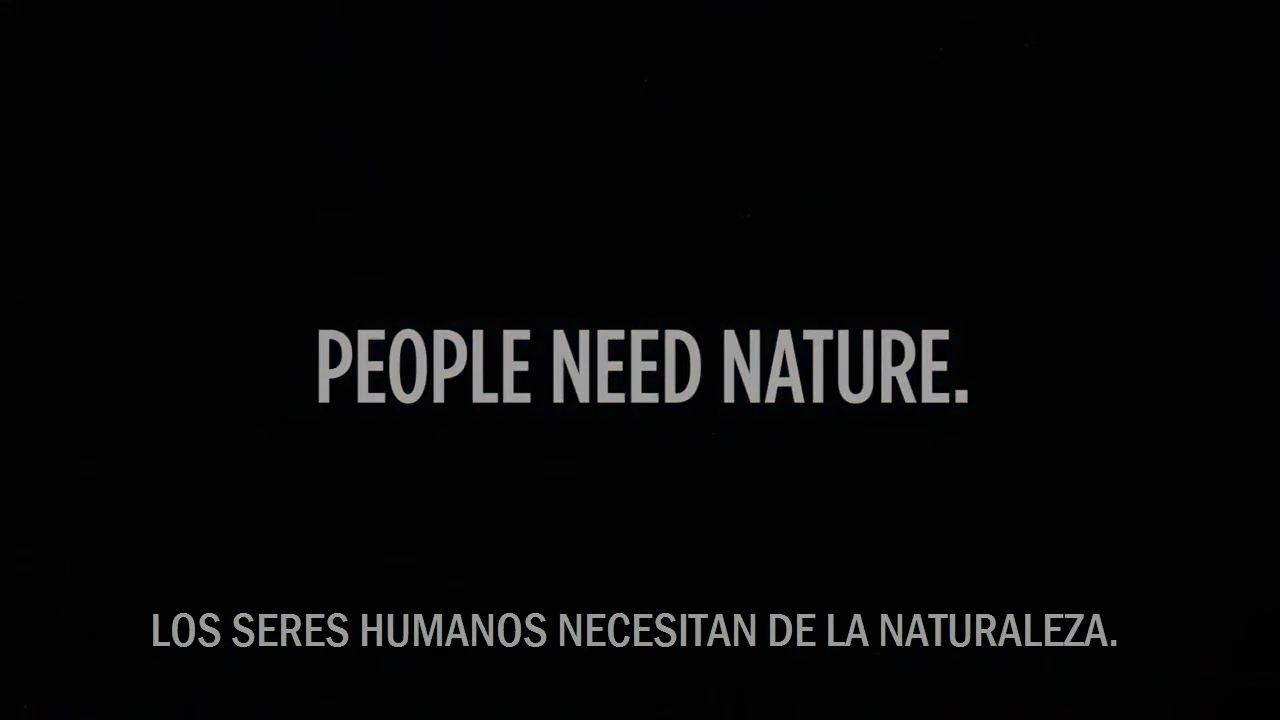 PEOPLE NEED NATURE.
LOS SERES HUMANOS NECESITAN DE LA NATURALEZA.